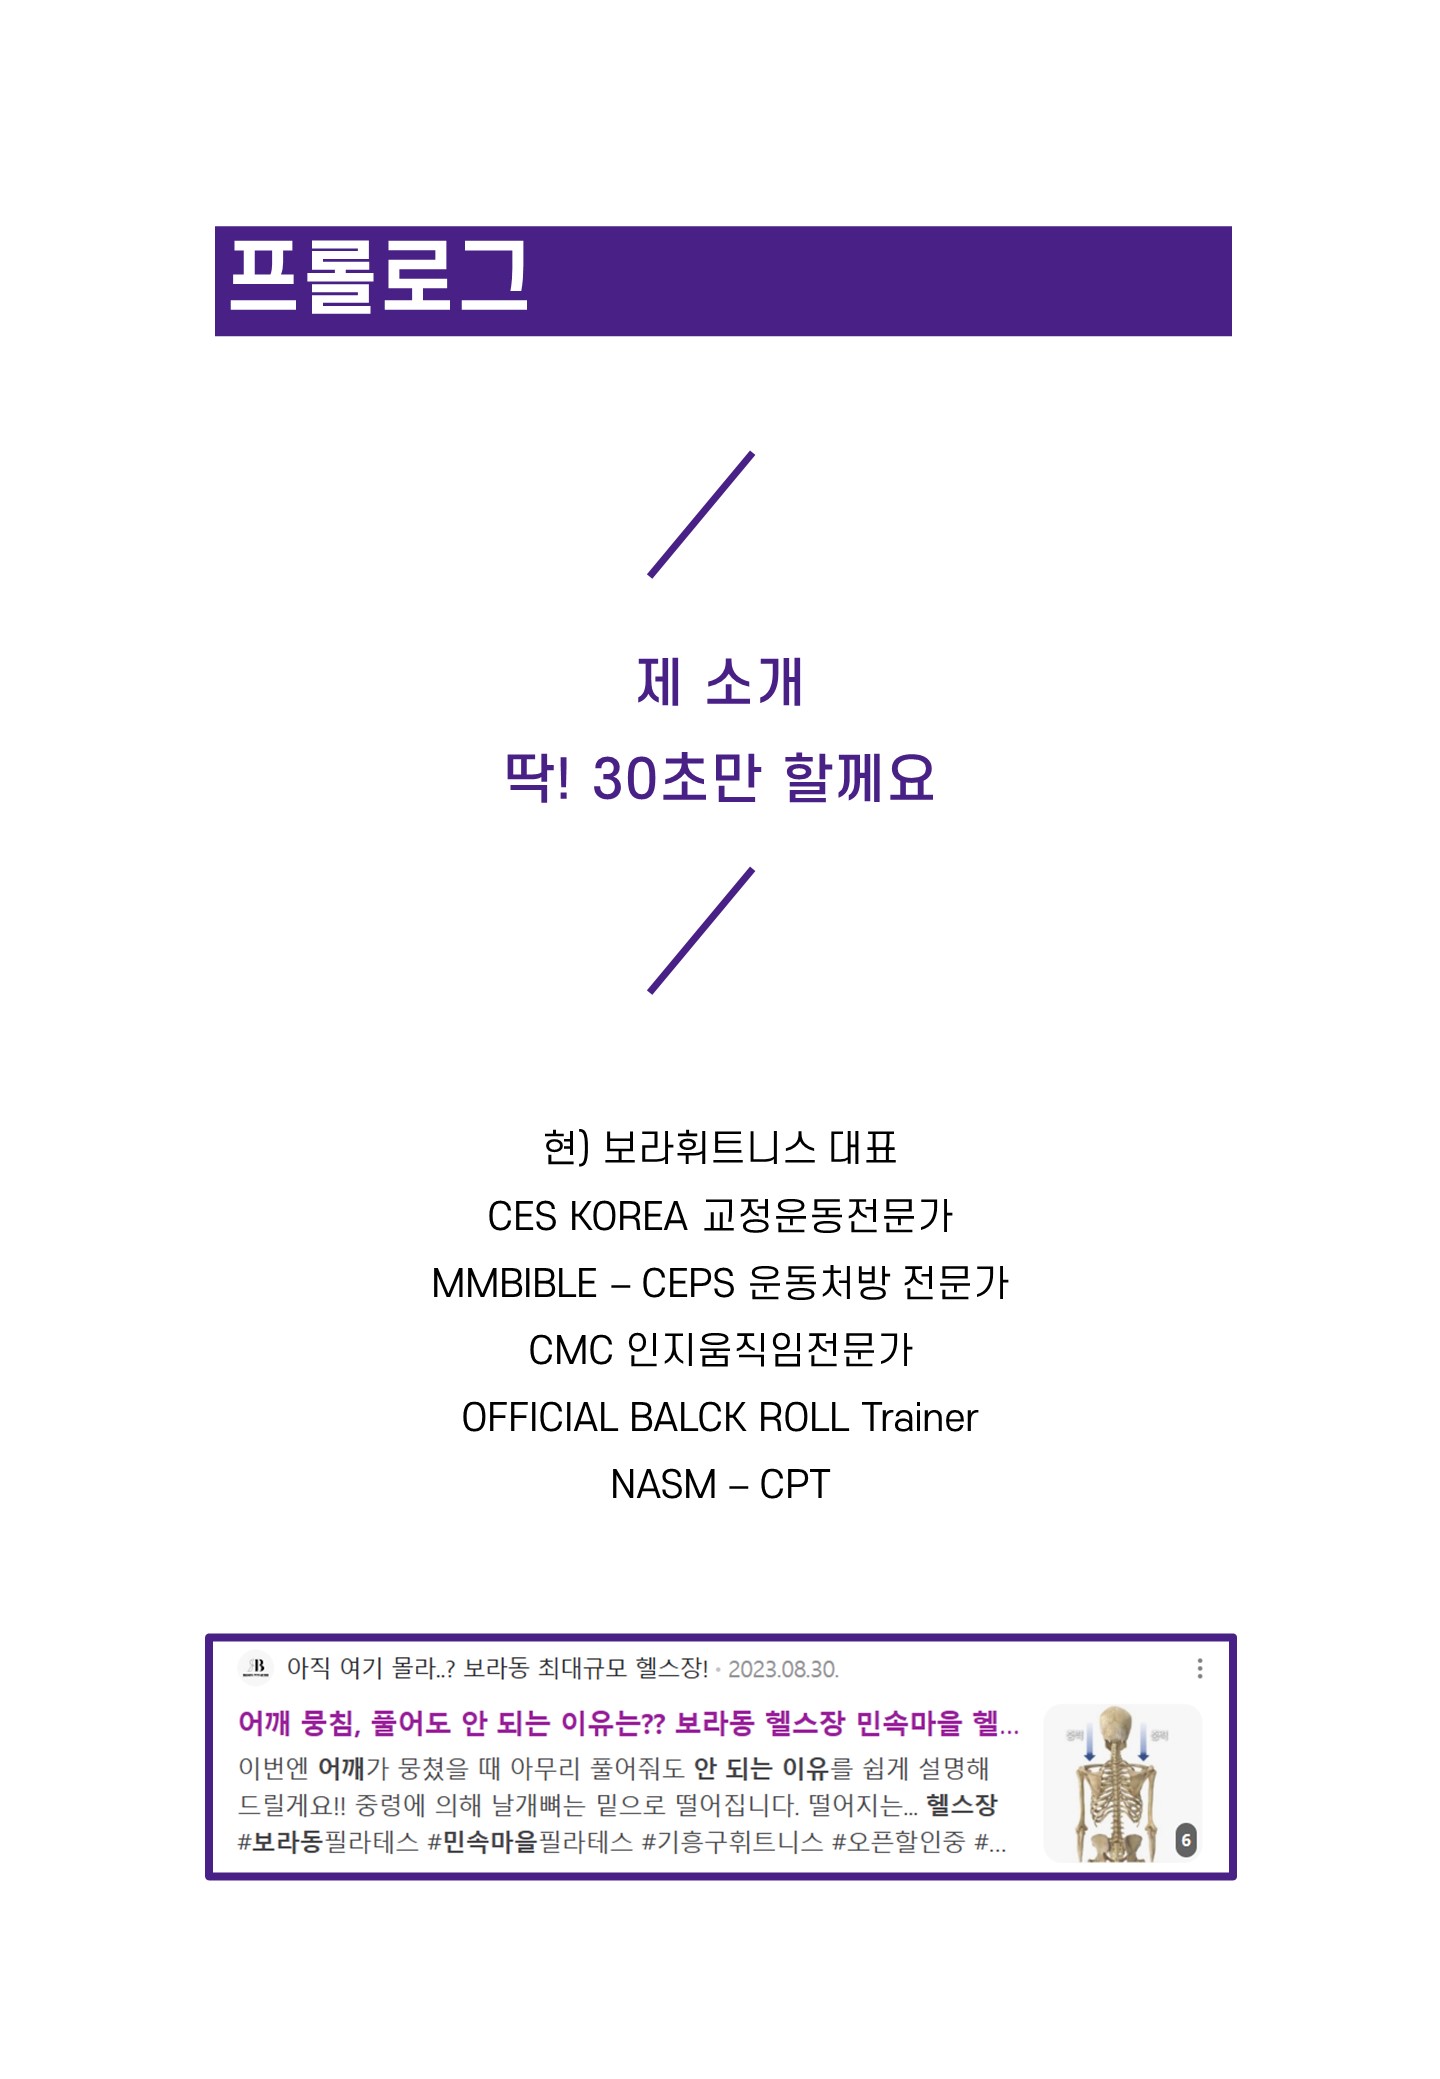 프롤로그
제 소개
딱! 30초만 할께요
현) 보라휘트니스 대표
CES KOREA 교정운동전문가
MMBIBLE – CEPS 운동처방 전문가
CMC 인지움직임전문가
OFFICIAL BALCK ROLL Trainer
NASM – CPT
아직 여기 몰라..? 보라동 최대규모 헬스장! · 2023.08.30.
어깨 뭉침, 풀어도 안 되는 이유는?? 보라동 헬스장 민속마을 헬...
이번엔 어깨가 뭉쳤을 때 아무리 풀어줘도 안 되는 이유를 쉽게 설명해
드릴게요!! 중령에 의해 날개뼈는 밑으로 떨어집니다. 떨어지는... 헬스장
#보라동필라테스 #민속마을필라테스 #기흥구휘트니스 #오픈할인중 #...
6